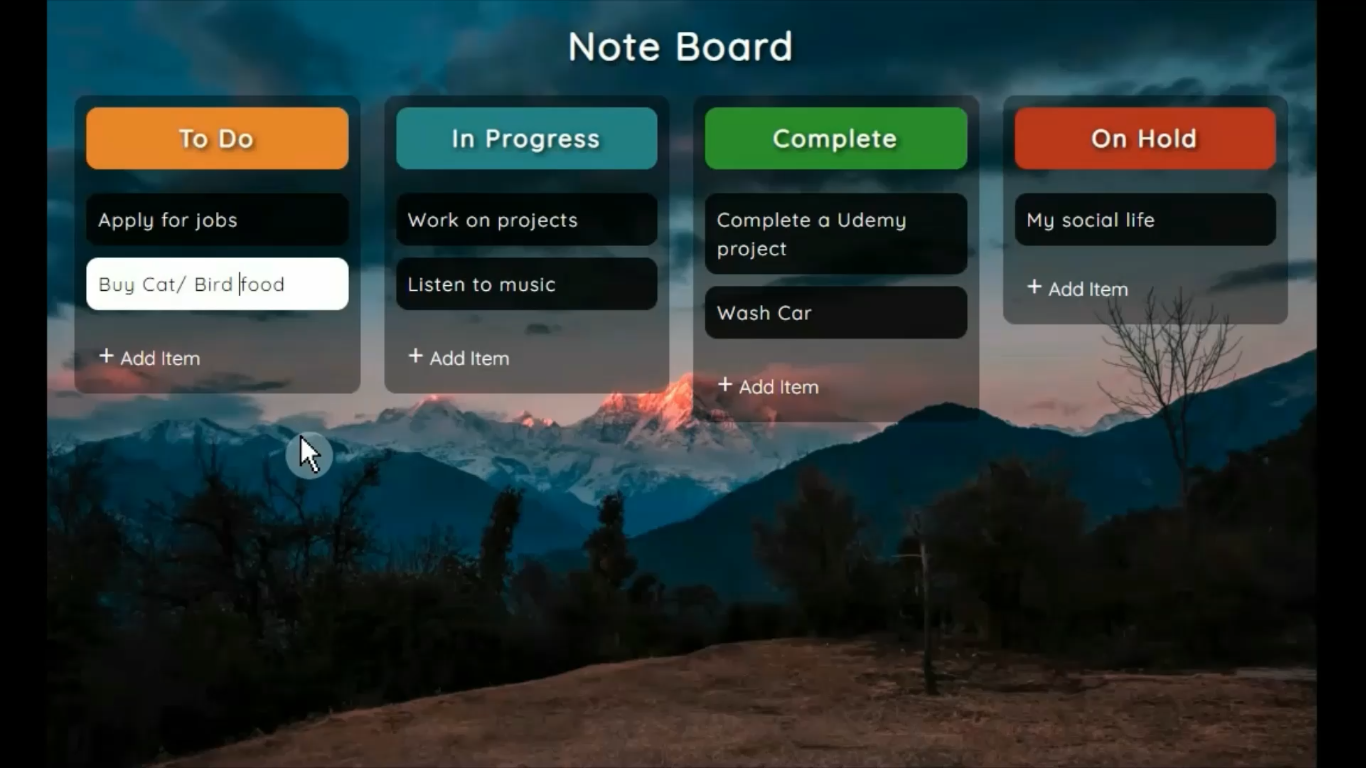 Note Board
To Do
Apply for jobs
Buy Cat/ Bird food
+ Add Item
In Progress
Work on projects
Listen to music
+ Add Item
Complete
Complete a Udemy
project
Wash Car
+ Add Item
On Hold
My social life
+ Add Item